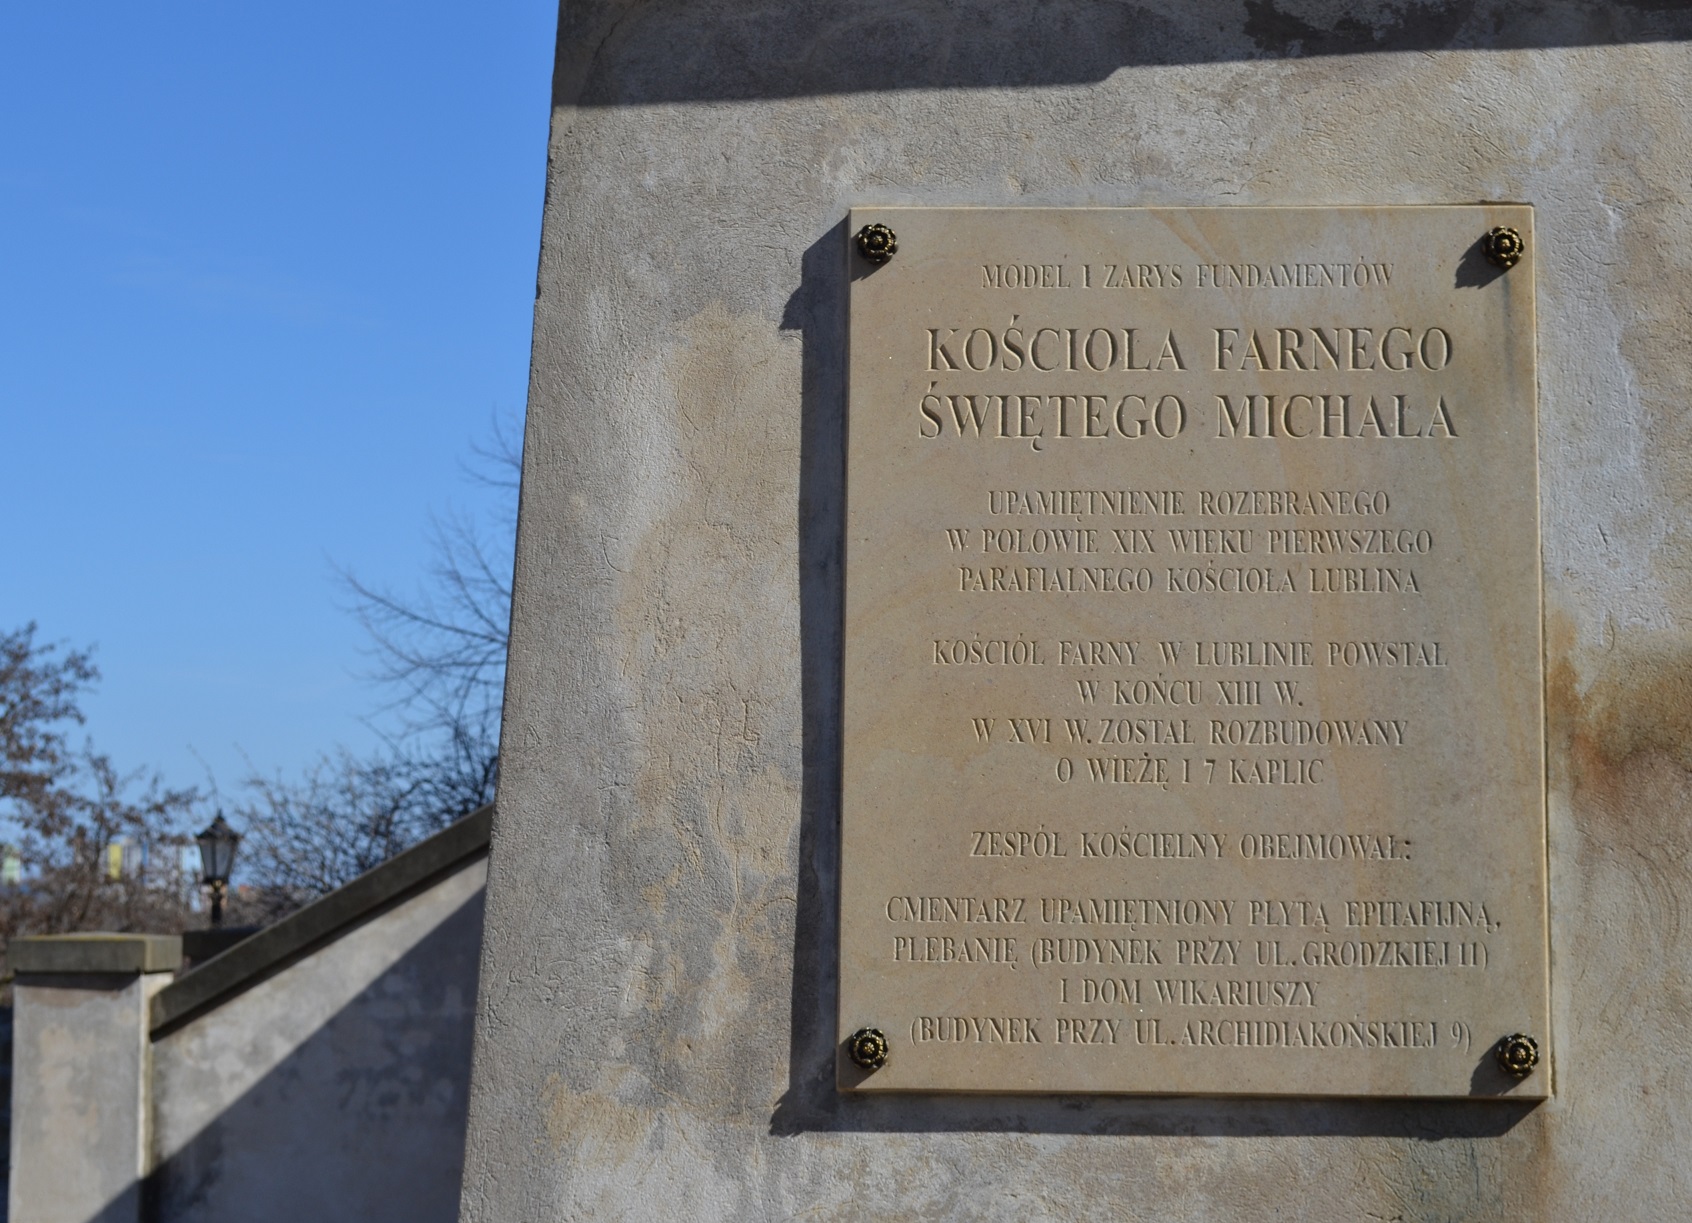 MODEL I ZARYS FUNDAMENTÓW
KOŚCIOŁA FARNEGO
ŚWIĘTEGO MICHAŁA
UPAMIĘTNIENIE ROZEBRANEGO
W POŁOWIE XIX WIEKU PIERWSZEGO
PARAFIALNEGO KOŚCIOŁA LUBLINA
KOŚCIÓŁ FARNY W LUBLINIE POWSTAŁ
W KOŃCU XIII W.
W XVI W. ZOSTAŁ ROZBUDOWANY
O WIEŻĘ I 7 KAPLIC
ZESPÓŁ KOŚCIELNY OBEJMOWAŁ:
CMENTARZ UPAMIĘTNIONY PŁYTĄ EPITAFIJNĄ,
PLEBANIĘ (BUDYNEK PRZY UL. GRODZKIEJ 11)
I DOM WIKARIUSZY
(BUDYNEK PRZY UL. ARCHIDIAKOŃSKIEJ 9)